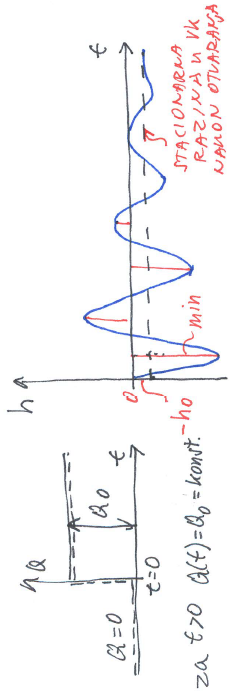 Q
Q=0
Q0
t=0
t
za t>0 Q(t)=Q0=konst.
h
0
-h0
min
t
STACIONARNA
RAZINA U VK
NAKON OTVARANJA